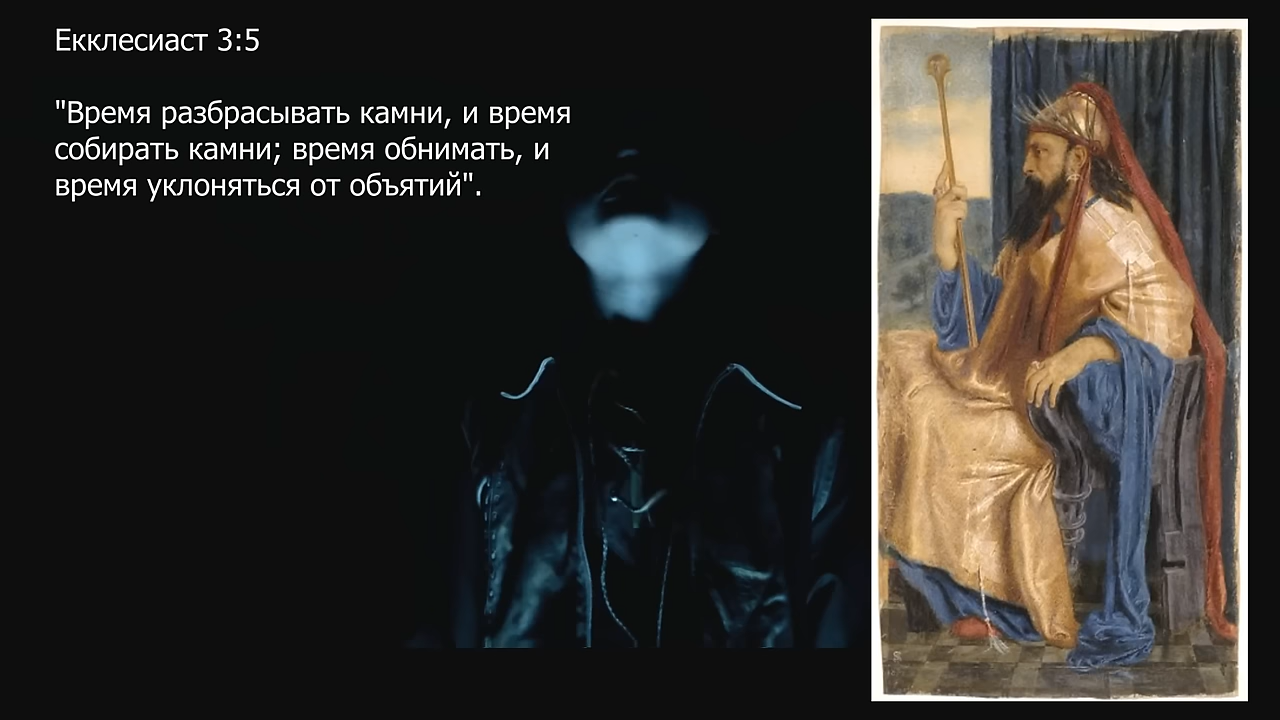 Екклесиаст 3:5
"Время разбрасывать камни, и время
собирать камни; время обнимать, и
время уклоняться от объятий".